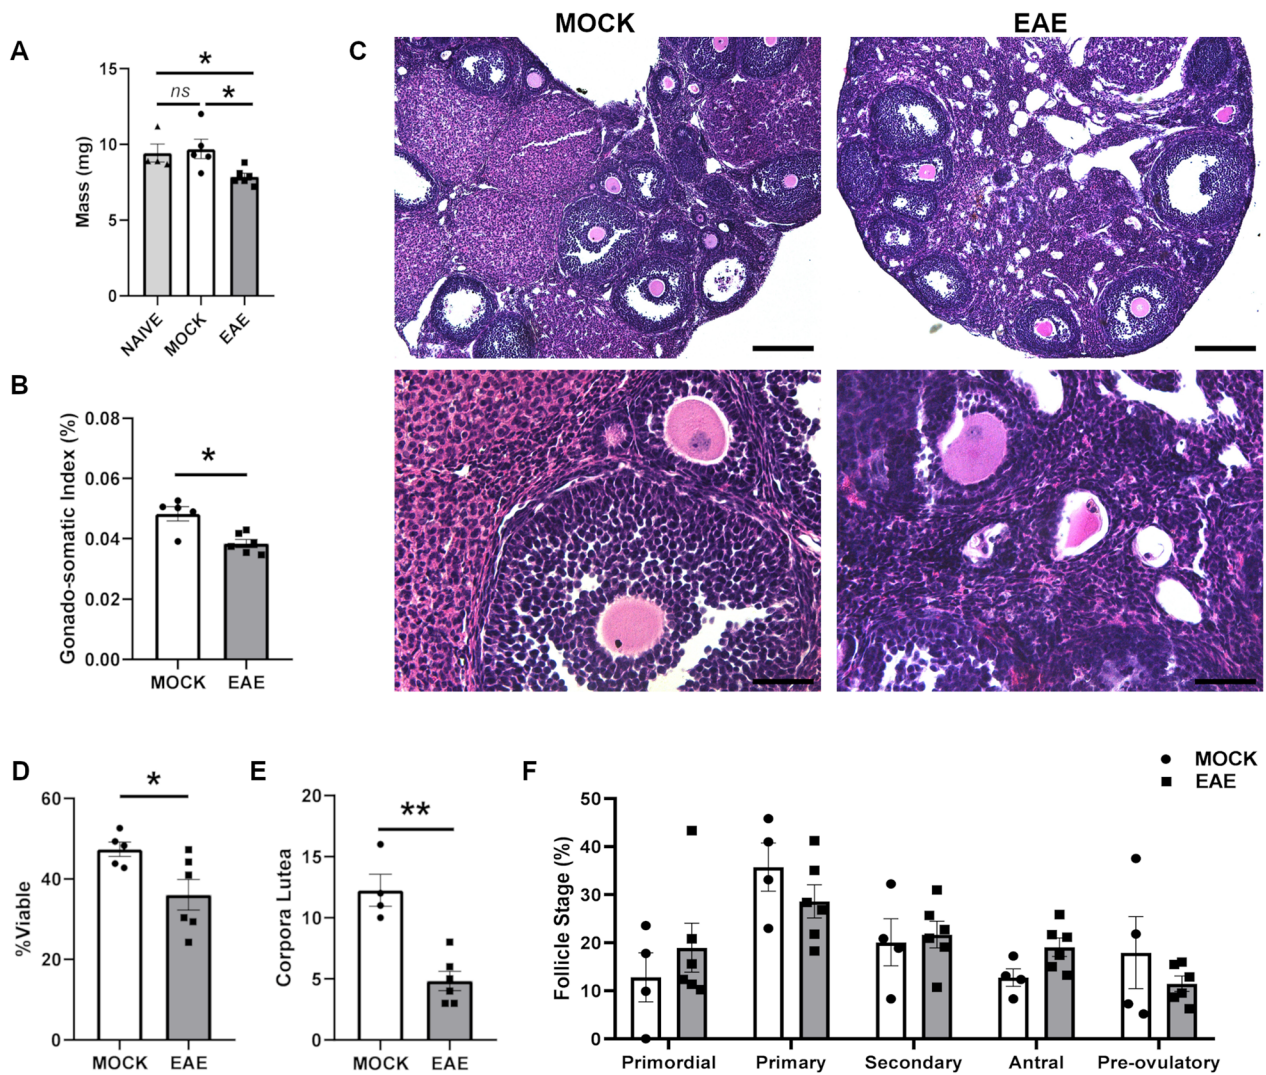 MOCK
EAE
A
*
ns
*
15
10
5
0
Mass (mg)
NAIVE
MOCK
EAE
B
*
0.08
0.06
0.04
0.02
0.00
Gonado-somatic Index (%)
MOCK
EAE
C
D
*
60
40
20
0
%Viable
MOCK
EAE
E
**
20
15
10
5
0
Corpora Lutea
MOCK
EAE
F
MOCK
EAE
50
40
30
20
10
0
Follicle Stage (%)
Primordial
Primary
Secondary
Antral
Pre-ovulatory